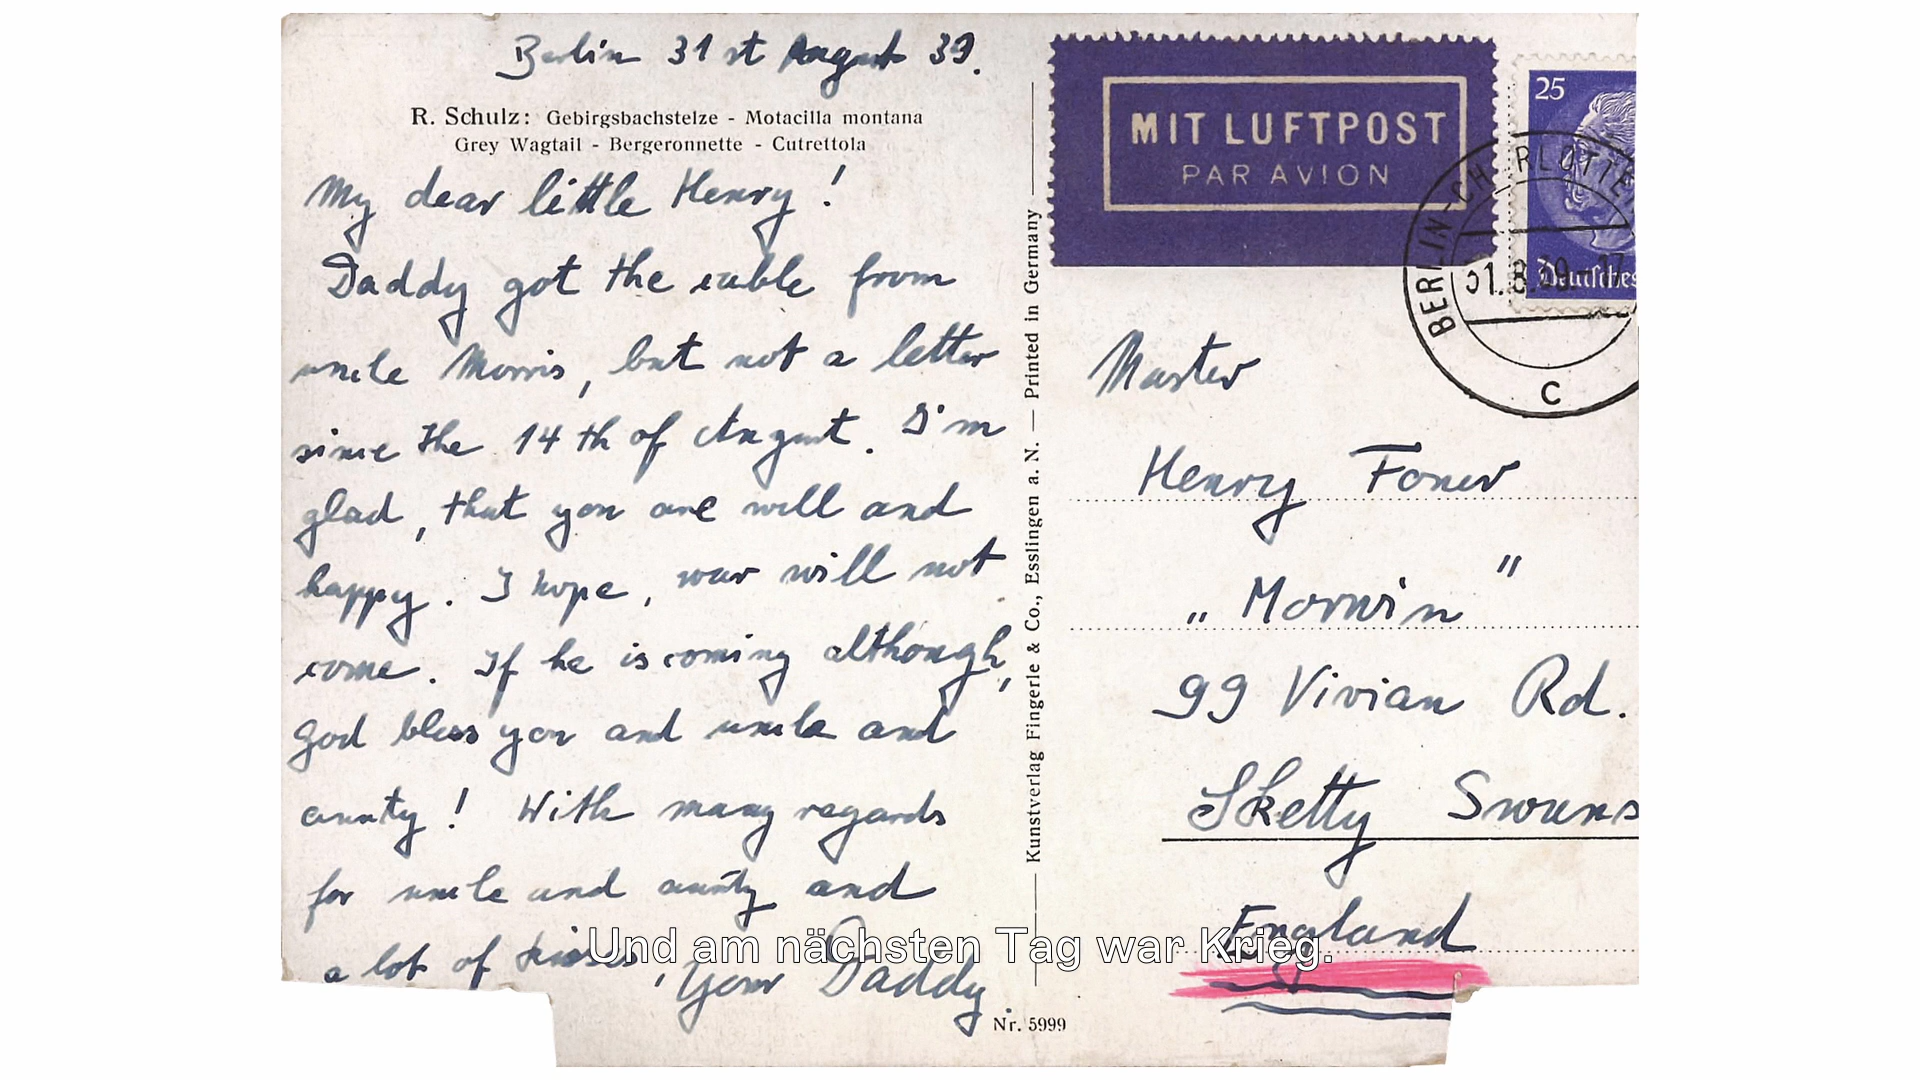 Berlin 31st August 39.
R. Schulz: Gebirgsbachstelze - Motacilla montana
Grey Wagtail - Bergeronnette - Cutrettola
My dear little Henry!
Daddy got the cable from
uncle Morris, but not a letter
since the 14th of August. I'm
glad, that you are well and
happy. I hope, war will not
come. If he is coming although,
God bless you and uncle and
aunty! With many regards
for uncle and aunty and
a lot of kisses, Your Daddy.
Kunstverlag Fingerle & Co., Esslingen a. N. — Printed in Germany
Nr. 5999
MIT LUFTPOST
PAR AVION
25
Deutsches
BERLIN-CHARLOTTE
31.8.39.-17
C
Master
Henry Foner
„Morwin"
99 Vivian Rd.
Sketty Swans
England
Und am nächsten Tag war Krieg.